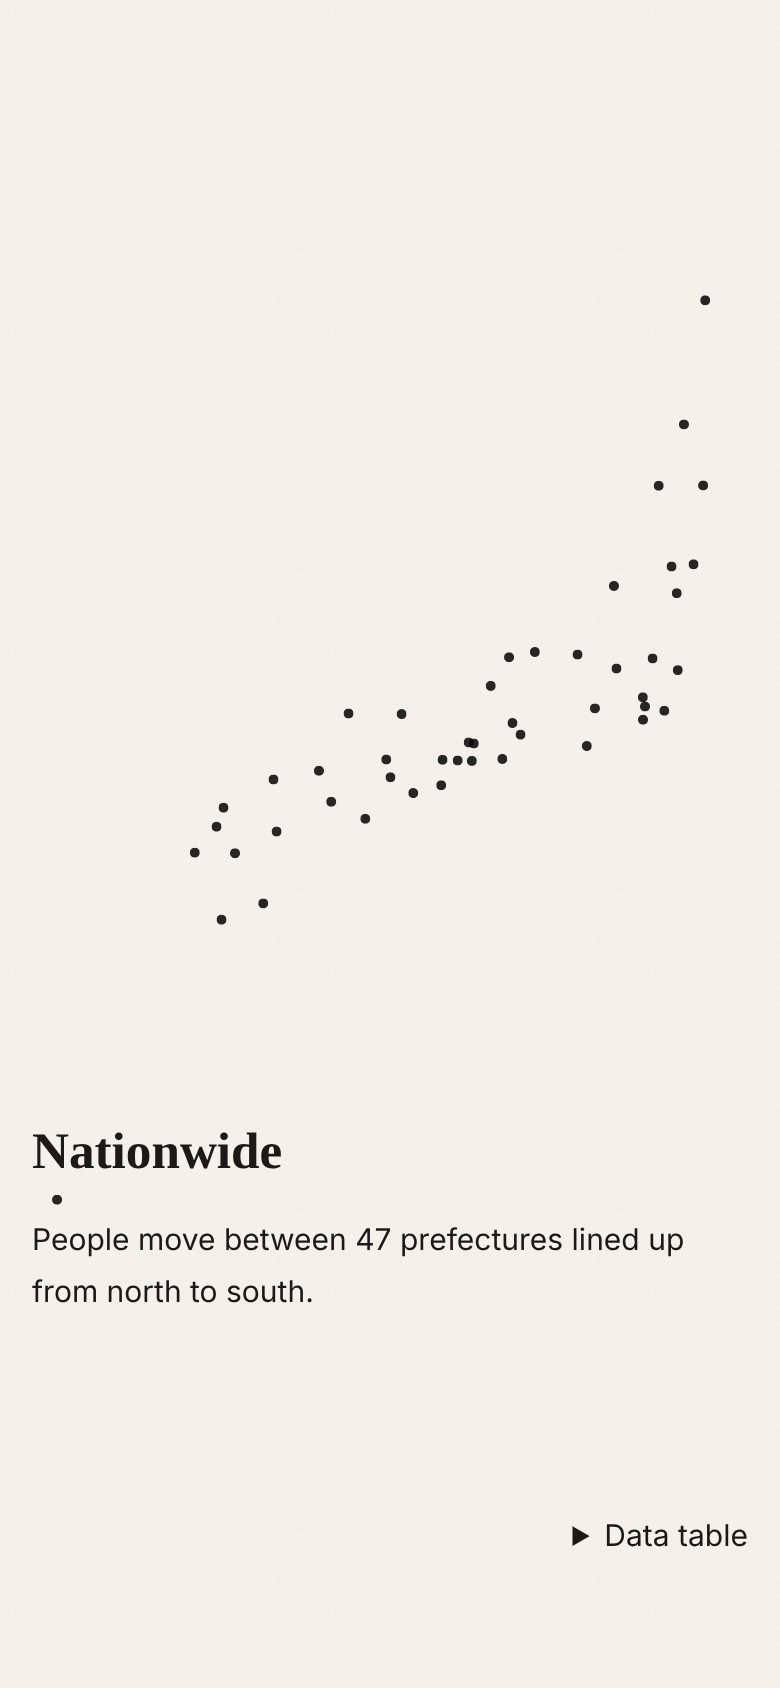 Nationwide
People move between 47 prefectures lined up
from north to south.
Data table